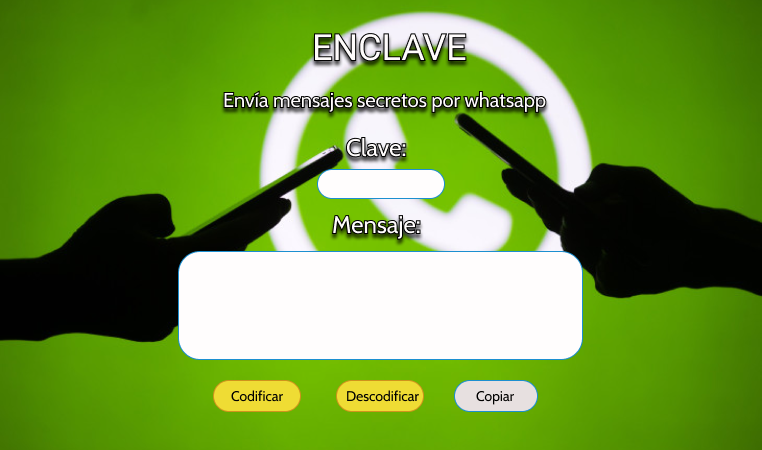 ENCLAVE
Envía mensajes secretos por whatsapp
Clave:
Mensaje:
Codificar
Descodificar
Copiar